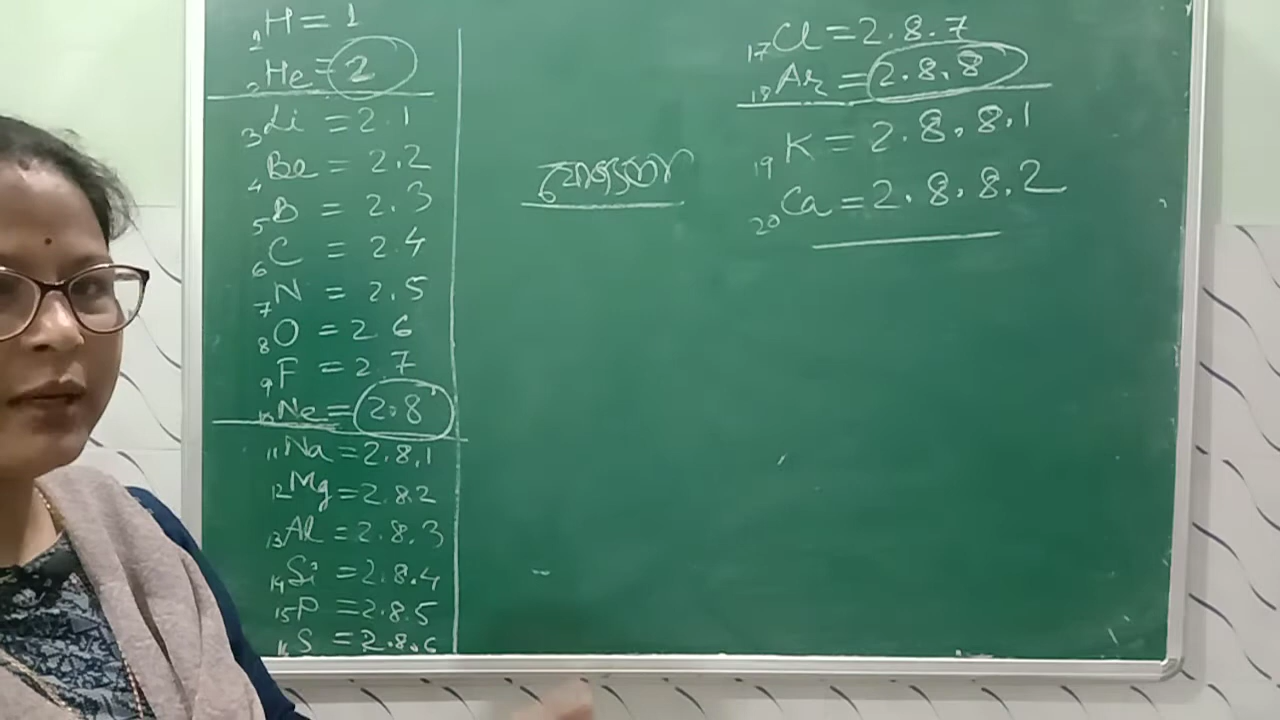 1H = 1
2He = 2
3Li = 2.1
4Be = 2.2
5B = 2.3
6C = 2.4
7N = 2.5
8O = 2.6
9F = 2.7
10Ne = 2.8
11Na = 2.8.1
12Mg = 2.8.2
13Al = 2.8.3
14Si = 2.8.4
15P = 2.8.5
16S = 2.8.6
যোজ্যতা
17Cl = 2.8.7
18Ar = 2.8.8
19K = 2.8.8.1
20Ca = 2.8.8.2